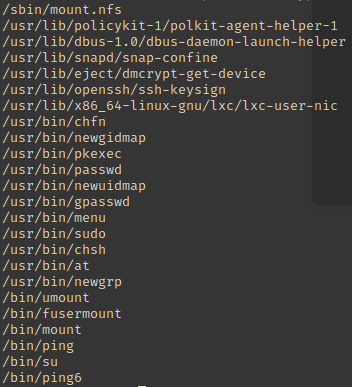 /sbin/mount.nfs
/usr/lib/policykit-1/polkit-agent-helper-1
/usr/lib/dbus-1.0/dbus-daemon-launch-helper
/usr/lib/snapd/snap-confine
/usr/lib/eject/dmcrypt-get-device
/usr/lib/openssh/ssh-keysign
/usr/lib/x86_64-linux-gnu/lxc/lxc-user-nic
/usr/bin/chfn
/usr/bin/newgidmap
/usr/bin/pkexec
/usr/bin/passwd
/usr/bin/newuidmap
/usr/bin/gpasswd
/usr/bin/menu
/usr/bin/sudo
/usr/bin/chsh
/usr/bin/at
/usr/bin/newgrp
/bin/umount
/bin/fusermount
/bin/mount
/bin/ping
/bin/su
/bin/ping6